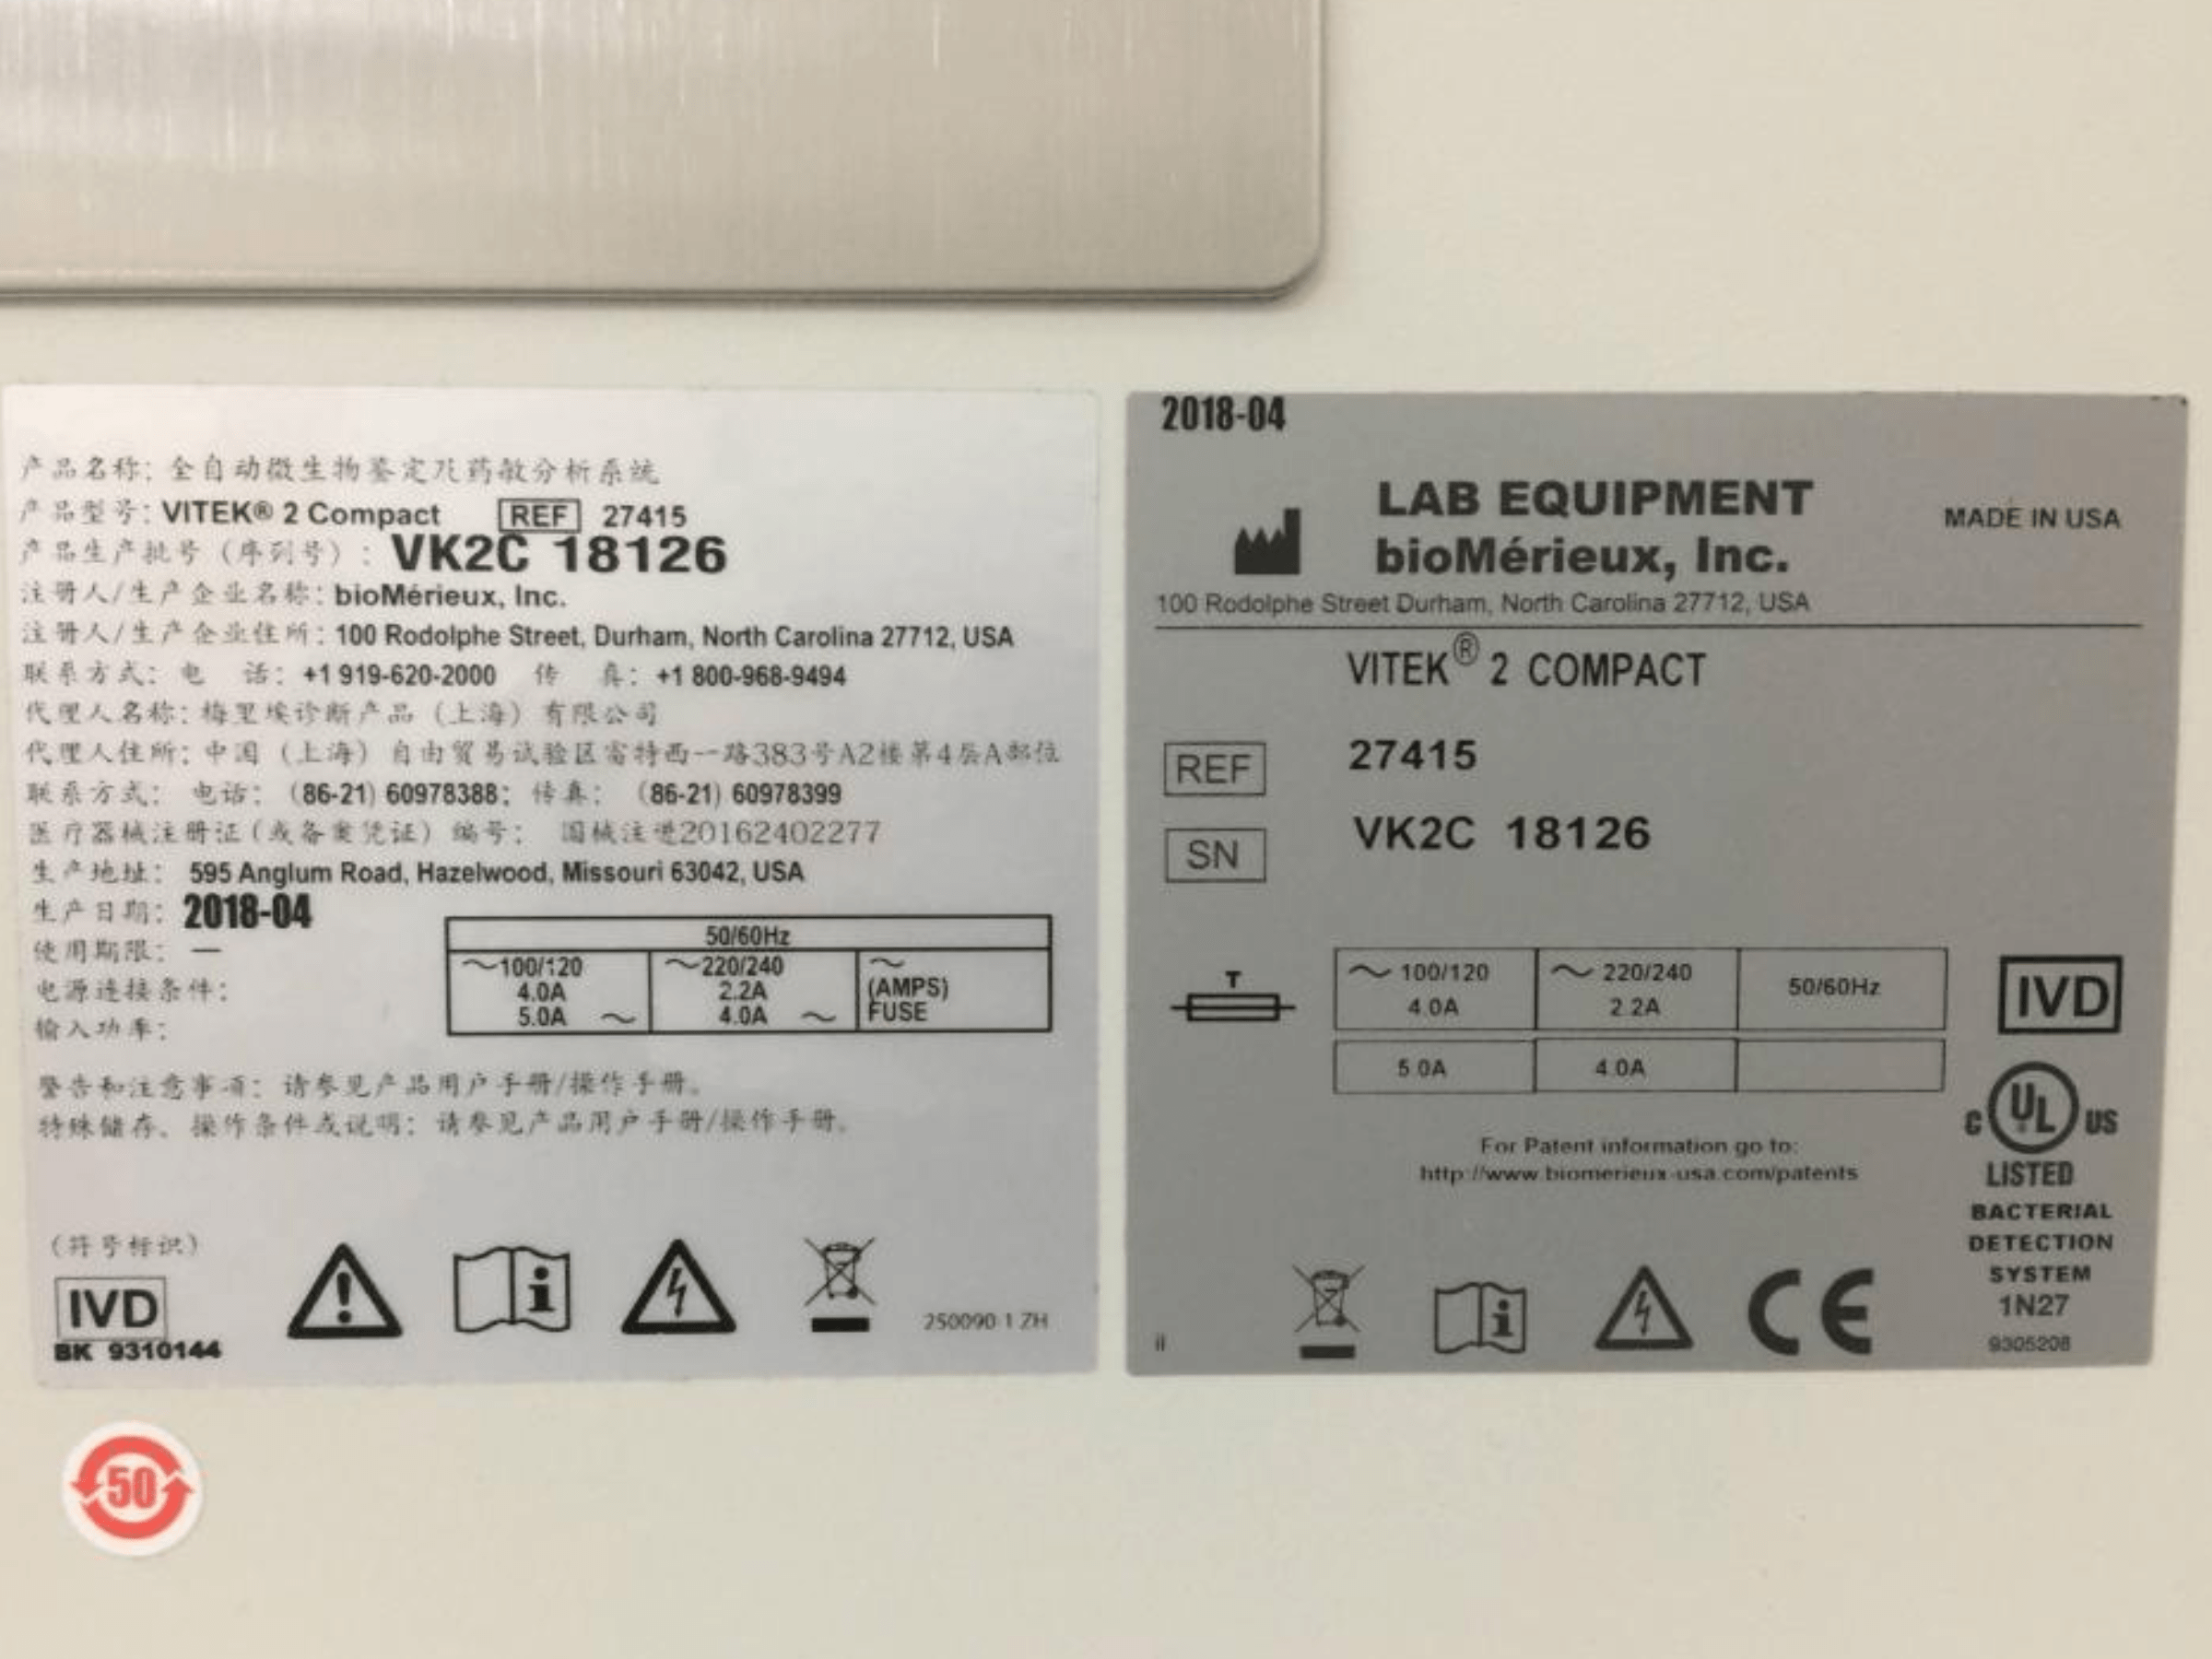 产品名称: 全自动微生物鉴定及药敏分析系统
产品型号: VITEK® 2 Compact REF 27415
产品生产批号 (序列号) : VK2C 18126
注册人/生产企业名称: bioMérieux, Inc.
注册人/生产企业住所: 100 Rodolphe Street, Durham, North Carolina 27712, USA
联系方式: 电 话: +1 919-620-2000 传 真: +1 800-968-9494
代理人名称: 梅里埃诊断产品 (上海) 有限公司
代理人住所: 中国 (上海) 自由贸易试验区富特西一路383号A2楼第4层A部位
联系方式: 电话: (86-21) 60978388; 传真: (86-21) 60978399
医疗器械注册证 (或备案凭证) 编号: 国械注进20162402277
生产地址: 595 Anglum Road, Hazelwood, Missouri 63042, USA
生产日期: 2018-04
使用期限: —
电源连接条件:
输入功率:
50/60Hz
~100/120 ~220/240 ~
4.0A 2.2A (AMPS)
5.0A ~ 4.0A ~ FUSE
警告和注意事项: 请参见产品用户手册/操作手册。
特殊储存、操作条件或说明: 请参见产品用户手册/操作手册。
(符号标识)
IVD
BK 9310144
250090-1 ZH
50
2018-04
LAB EQUIPMENT
bioMérieux, Inc.
MADE IN USA
100 Rodolphe Street Durham, North Carolina 27712, USA
VITEK® 2 COMPACT
REF 27415
SN VK2C 18126
T
~ 100/120 ~ 220/240 50/60Hz
4.0A 2.2A
5.0A 4.0A
IVD
For Patent information go to:
http://www.biomerieux-usa.com/patents
C UL US
LISTED
BACTERIAL
DETECTION
SYSTEM
1N27
9305208
CE